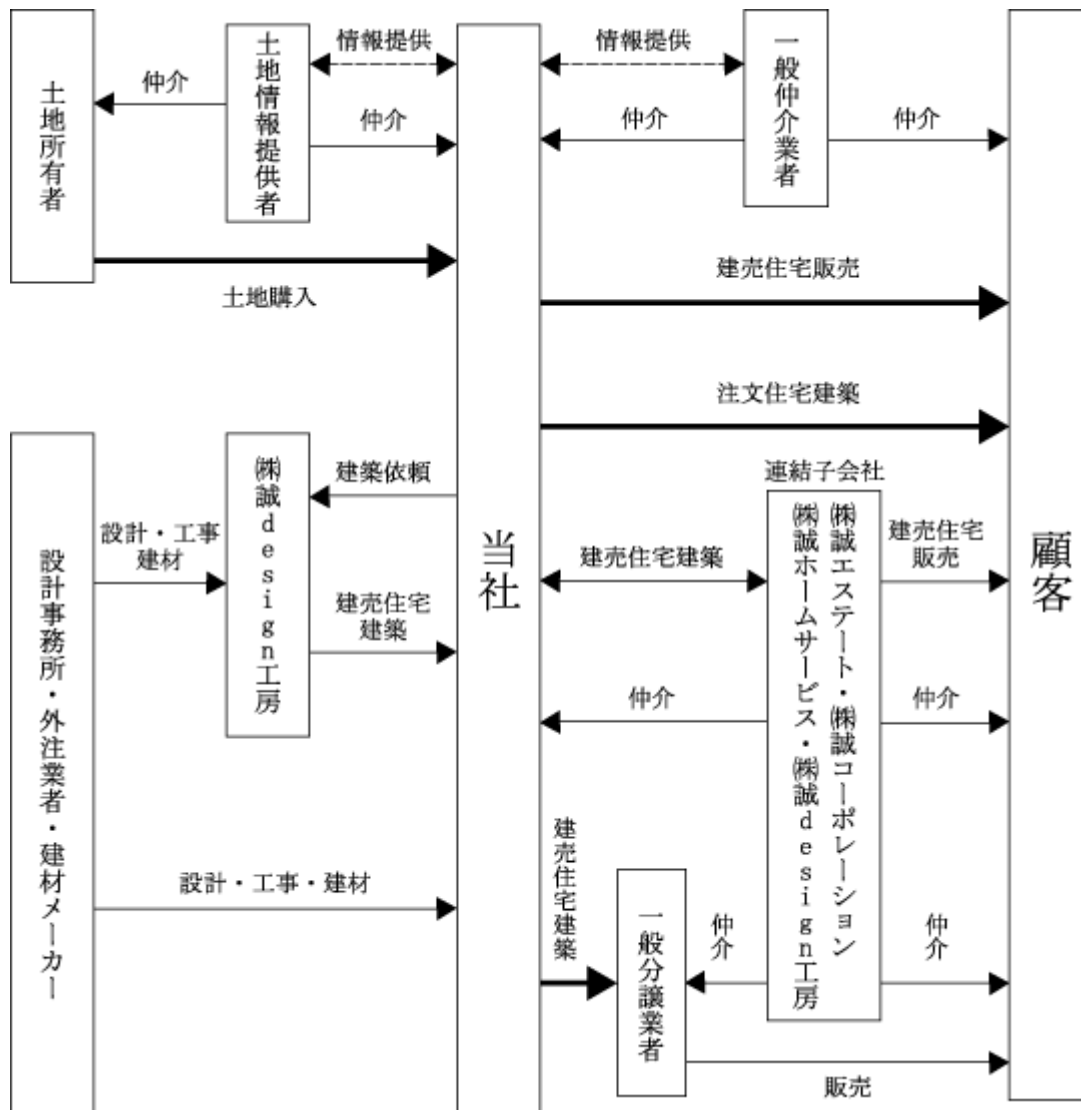 土地所有者
仲介
土地情報提供者
情報提供
仲介
土地購入
当社
情報提供
仲介
一般仲介業者
仲介
顧客
建売住宅販売
注文住宅建築
設計事務所・外注業者・建材メーカー
設計・工事
建材
㈱誠design工房
建築依頼
建売住宅
建築
設計・工事・建材
連結子会社
㈱誠エステート・㈱誠コーポレーション
㈱誠ホームサービス・㈱誠design工房
建売住宅建築
仲介
建売住宅
販売
仲介
建売住宅建築
一般分譲業者
仲介
仲介
販売